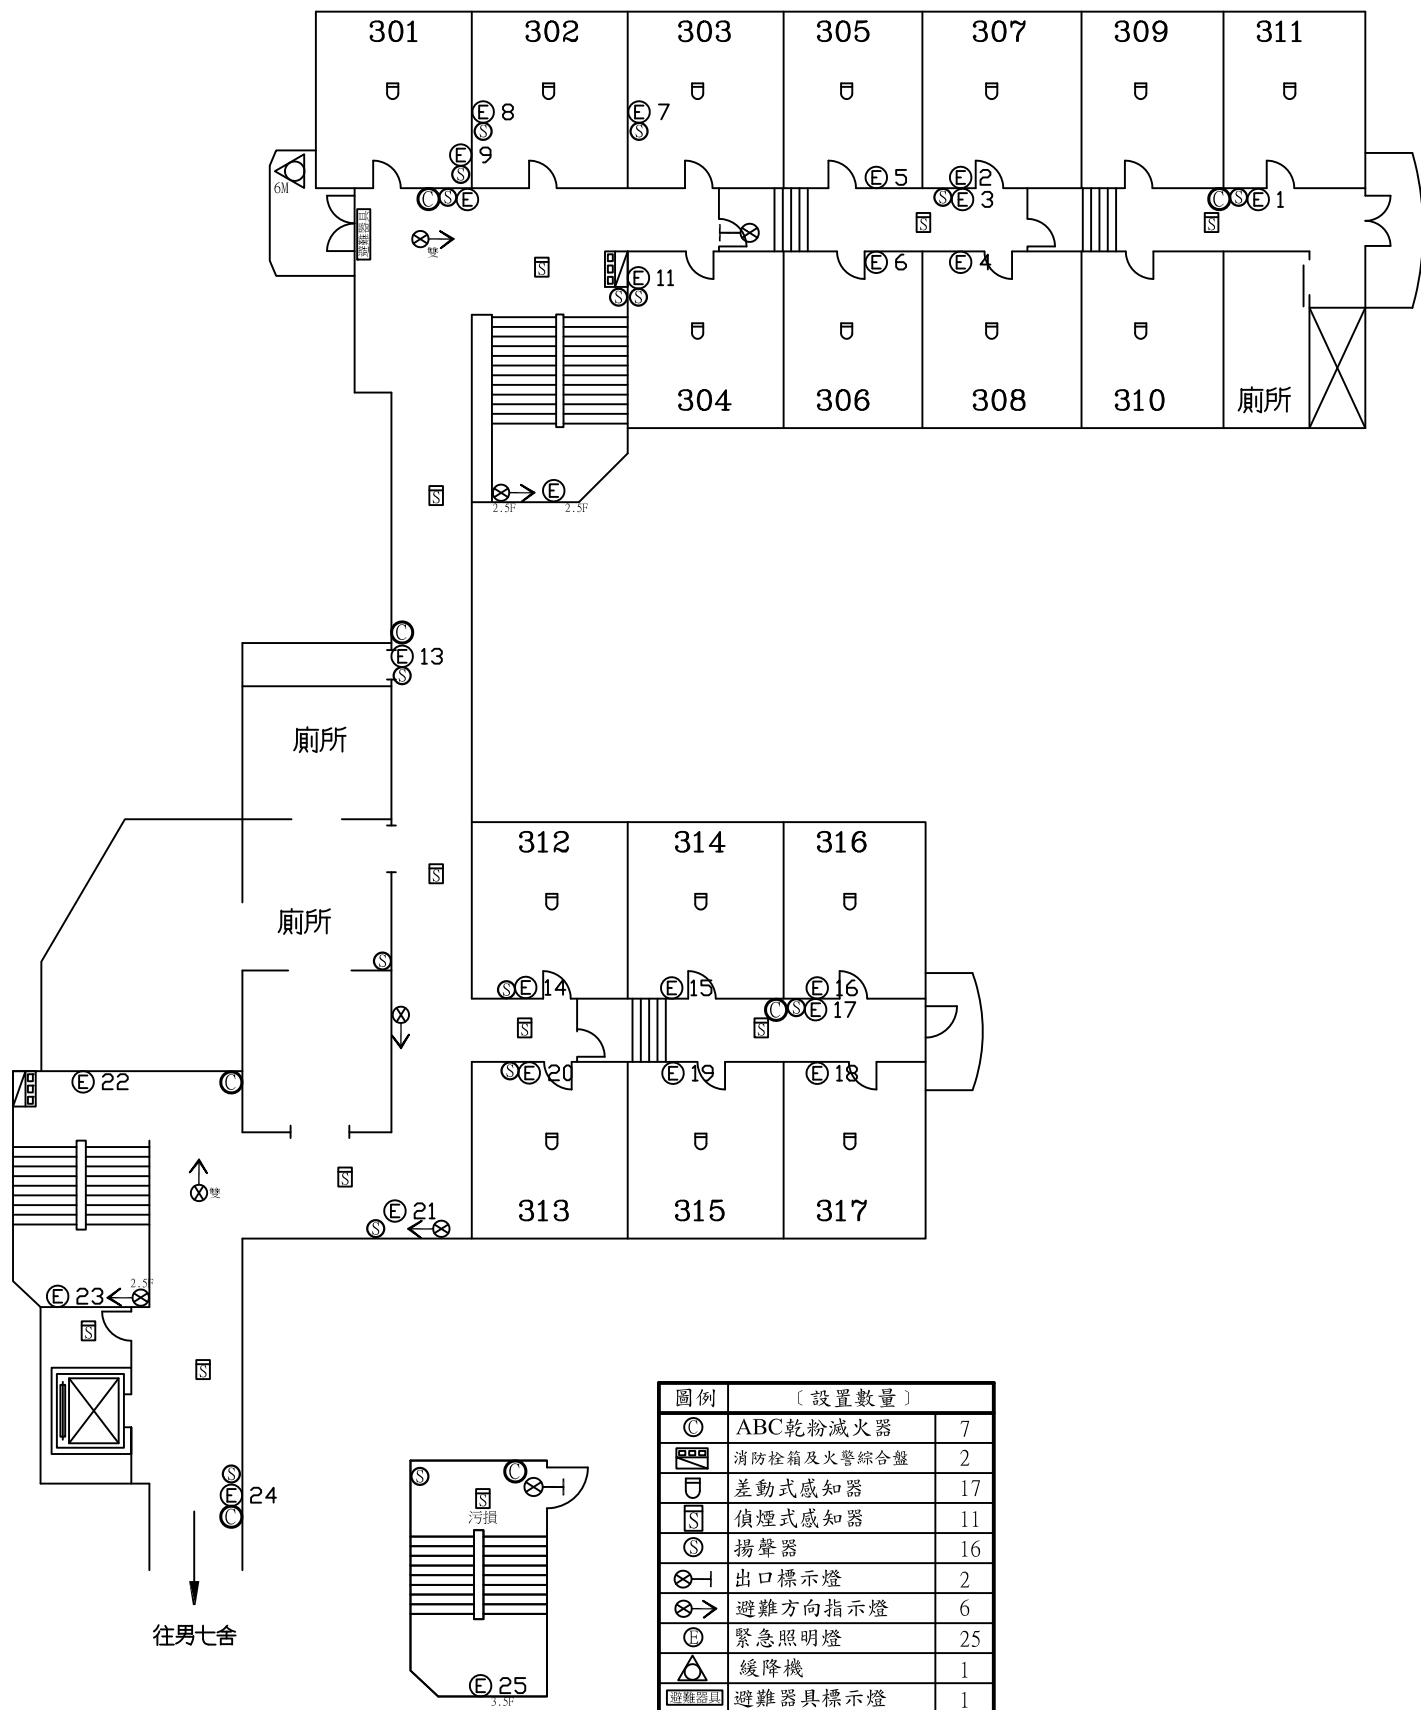 301 302 303 305 307 309 311
E 8 E 7
S S
E 9
S
6M
E 5 E 2
C S E S E 3 C S E 1
避難器具
雙
S S
S
E 11 E 6 E 4
S S
304 306 308 310 廁所
S
E
2.5F 2.5F
C
E 13
S
廁所
312 314 316
S
廁所
S
S E 14 E 15 E 16
C S E 17
S S
S E 20 E 19 E 18
E 22 C
S
雙
313 315 317
E 21
S
2.5F
E 23
S
S
圖例 〔設置數量〕
C ABC乾粉滅火器 7
消防栓箱及火警綜合盤 2
差動式感知器 17
S 偵煙式感知器 11
S 揚聲器 16
出口標示燈 2
避難方向指示燈 6
E 緊急照明燈 25
緩降機 1
避難器具 避難器具標示燈 1
S
E 24
C
往男七舍
S C
S
污損
E 25
3.5F